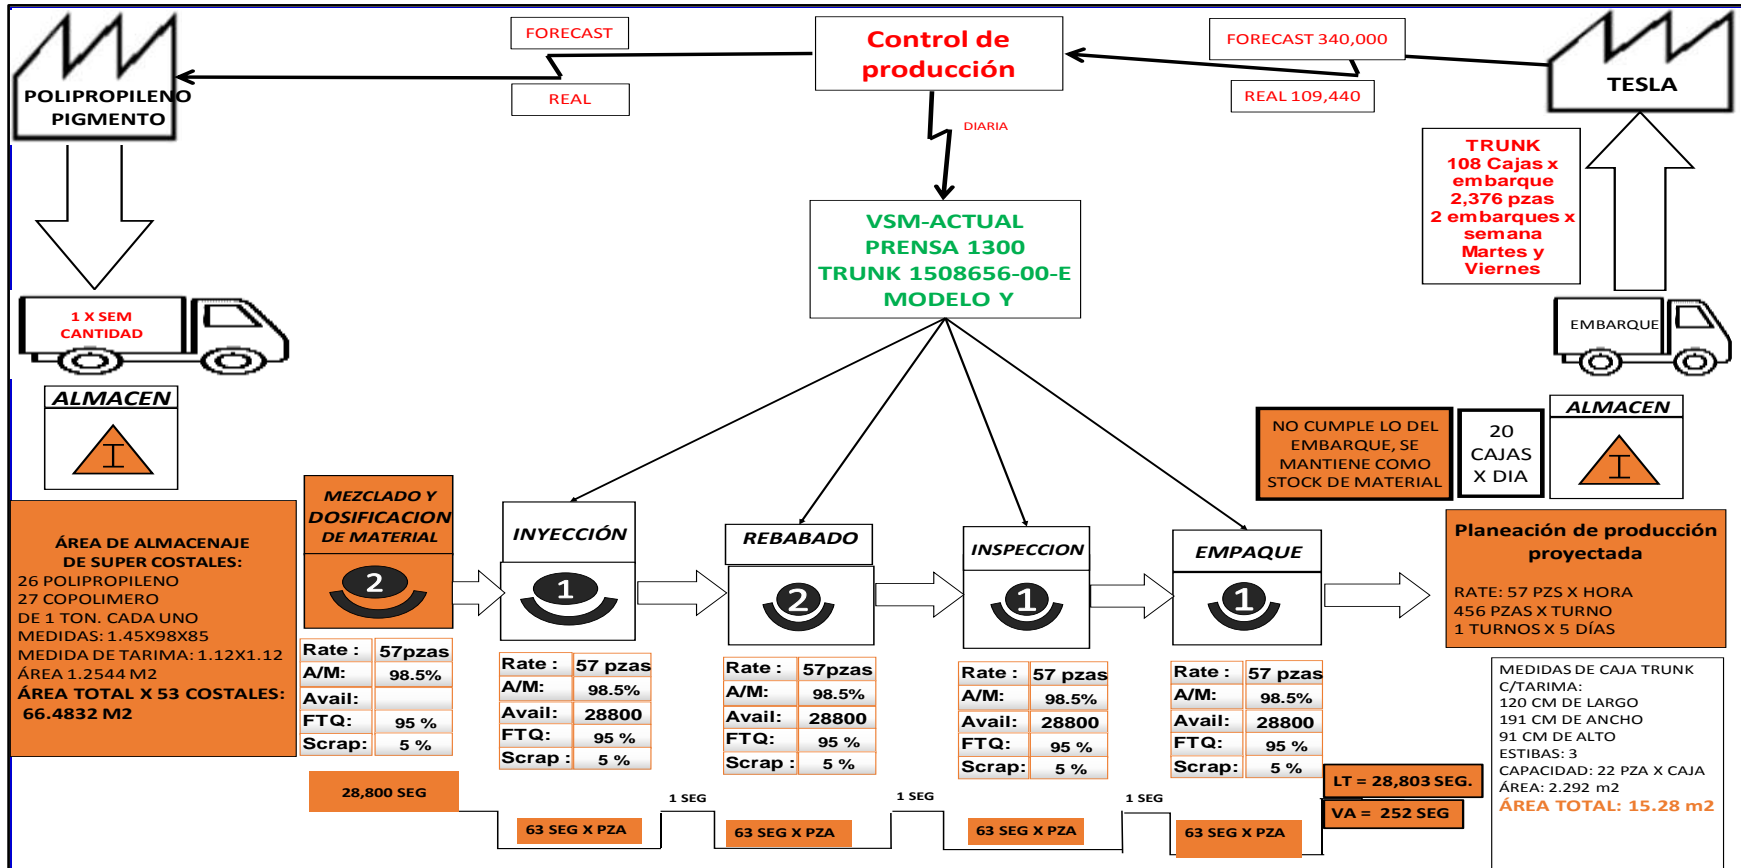 POLIPROPILENO
PIGMENTO
FORECAST
REAL
Control de
producción
DIARIA
FORECAST 340,000
REAL 109,440
TESLA
TRUNK
108 Cajas x
embarque
2,376 pzas
2 embarques x
semana
Martes y
Viernes
VSM-ACTUAL
PRENSA 1300
TRUNK 1508656-00-E
MODELO Y
1 X SEM
CANTIDAD
EMBARQUE
ALMACEN
I
NO CUMPLE LO DEL
EMBARQUE, SE
MANTIENE COMO
STOCK DE MATERIAL
20
CAJAS
X DIA
ALMACEN
I
ÁREA DE ALMACENAJE
DE SUPER COSTALES:
26 POLIPROPILENO
27 COPOLIMERO
DE 1 TON. CADA UNO
MEDIDAS: 1.45X98X85
MEDIDA DE TARIMA: 1.12X1.12
ÁREA 1.2544 M2
ÁREA TOTAL X 53 COSTALES:
66.4832 M2
MEZCLADO Y
DOSIFICACION
DE MATERIAL
2
Rate : 57pzas
A/M: 98.5%
Avail:
FTQ: 95 %
Scrap: 5 %
INYECCIÓN
1
Rate : 57 pzas
A/M: 98.5%
Avail: 28800
FTQ: 95 %
Scrap : 5 %
REBABADO
2
Rate : 57pzas
A/M: 98.5%
Avail: 28800
FTQ: 95 %
Scrap : 5 %
INSPECCION
1
Rate : 57 pzas
A/M: 98.5%
Avail: 28800
FTQ: 95 %
Scrap: 5 %
EMPAQUE
1
Rate : 57 pzas
A/M: 98.5%
Avail: 28800
FTQ: 95 %
Scrap: 5 %
Planeación de producción
proyectada
RATE: 57 PZS X HORA
456 PZAS X TURNO
1 TURNOS X 5 DÍAS
MEDIDAS DE CAJA TRUNK
C/TARIMA:
120 CM DE LARGO
191 CM DE ANCHO
91 CM DE ALTO
ESTIBAS: 3
CAPACIDAD: 22 PZA X CAJA
ÁREA: 2.292 m2
ÁREA TOTAL: 15.28 m2
28,800 SEG
63 SEG X PZA
1 SEG
63 SEG X PZA
1 SEG
63 SEG X PZA
1 SEG
63 SEG X PZA
LT = 28,803 SEG.
VA = 252 SEG